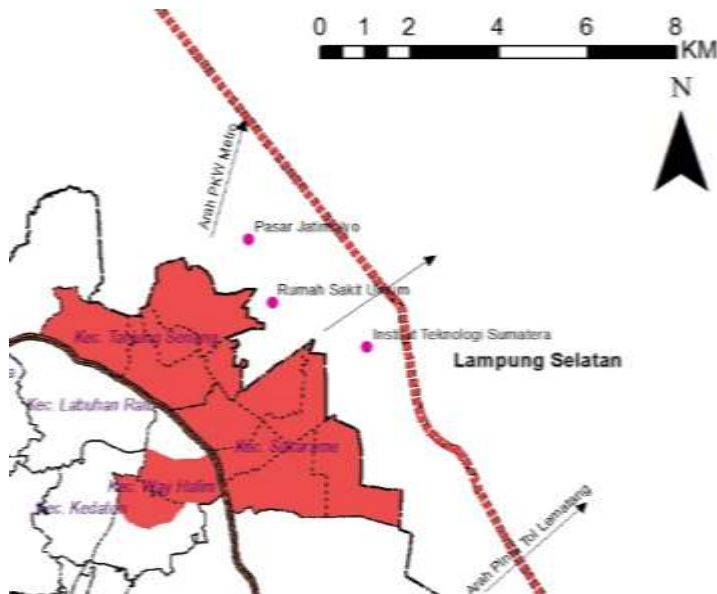 0 1 2 4 6 8
KM
N
Arah PKW Metro
Pasar Jatimulyo
Rumah Sakit Umum
Institut Teknologi Sumatera
Kec. Tanjung Senang
Lampung Selatan
Kec. Labuhan Ratu
Kec. Sukarame
Kec. Way Halim
Kec. Kedaton
Arah Pintu Tol Lematang